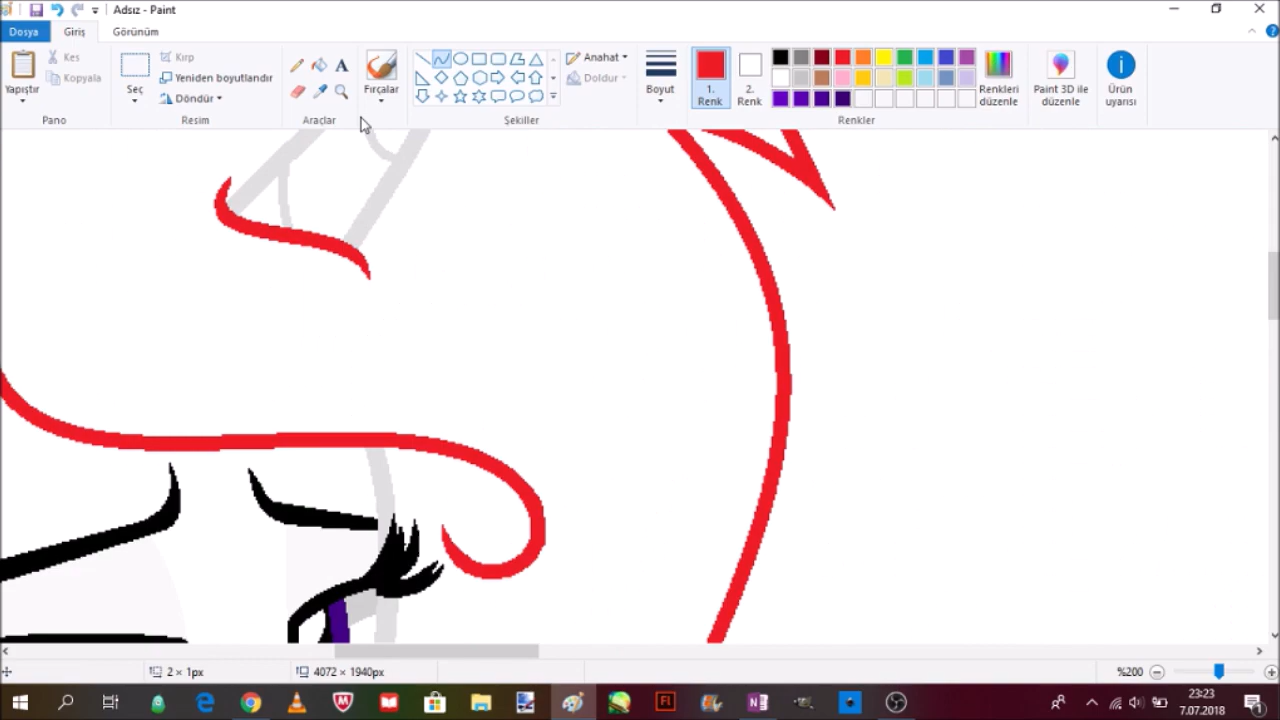 Adsız - Paint
Dosya Giriş Görünüm
Yapıştır
Kes
Kopyala
Pano
Seç
Kırp
Yeniden boyutlandır
Döndür
Resim
A
Araçlar
Fırçalar
Şekiller
Anahat
Doldur
Boyut
1. Renk
2. Renk
Renkleri düzenle
Renkler
Paint 3D ile düzenle
Ürün uyarısı
2 × 1px
4072 × 1940px
%200
Fl
N
23:23
7.07.2018
1